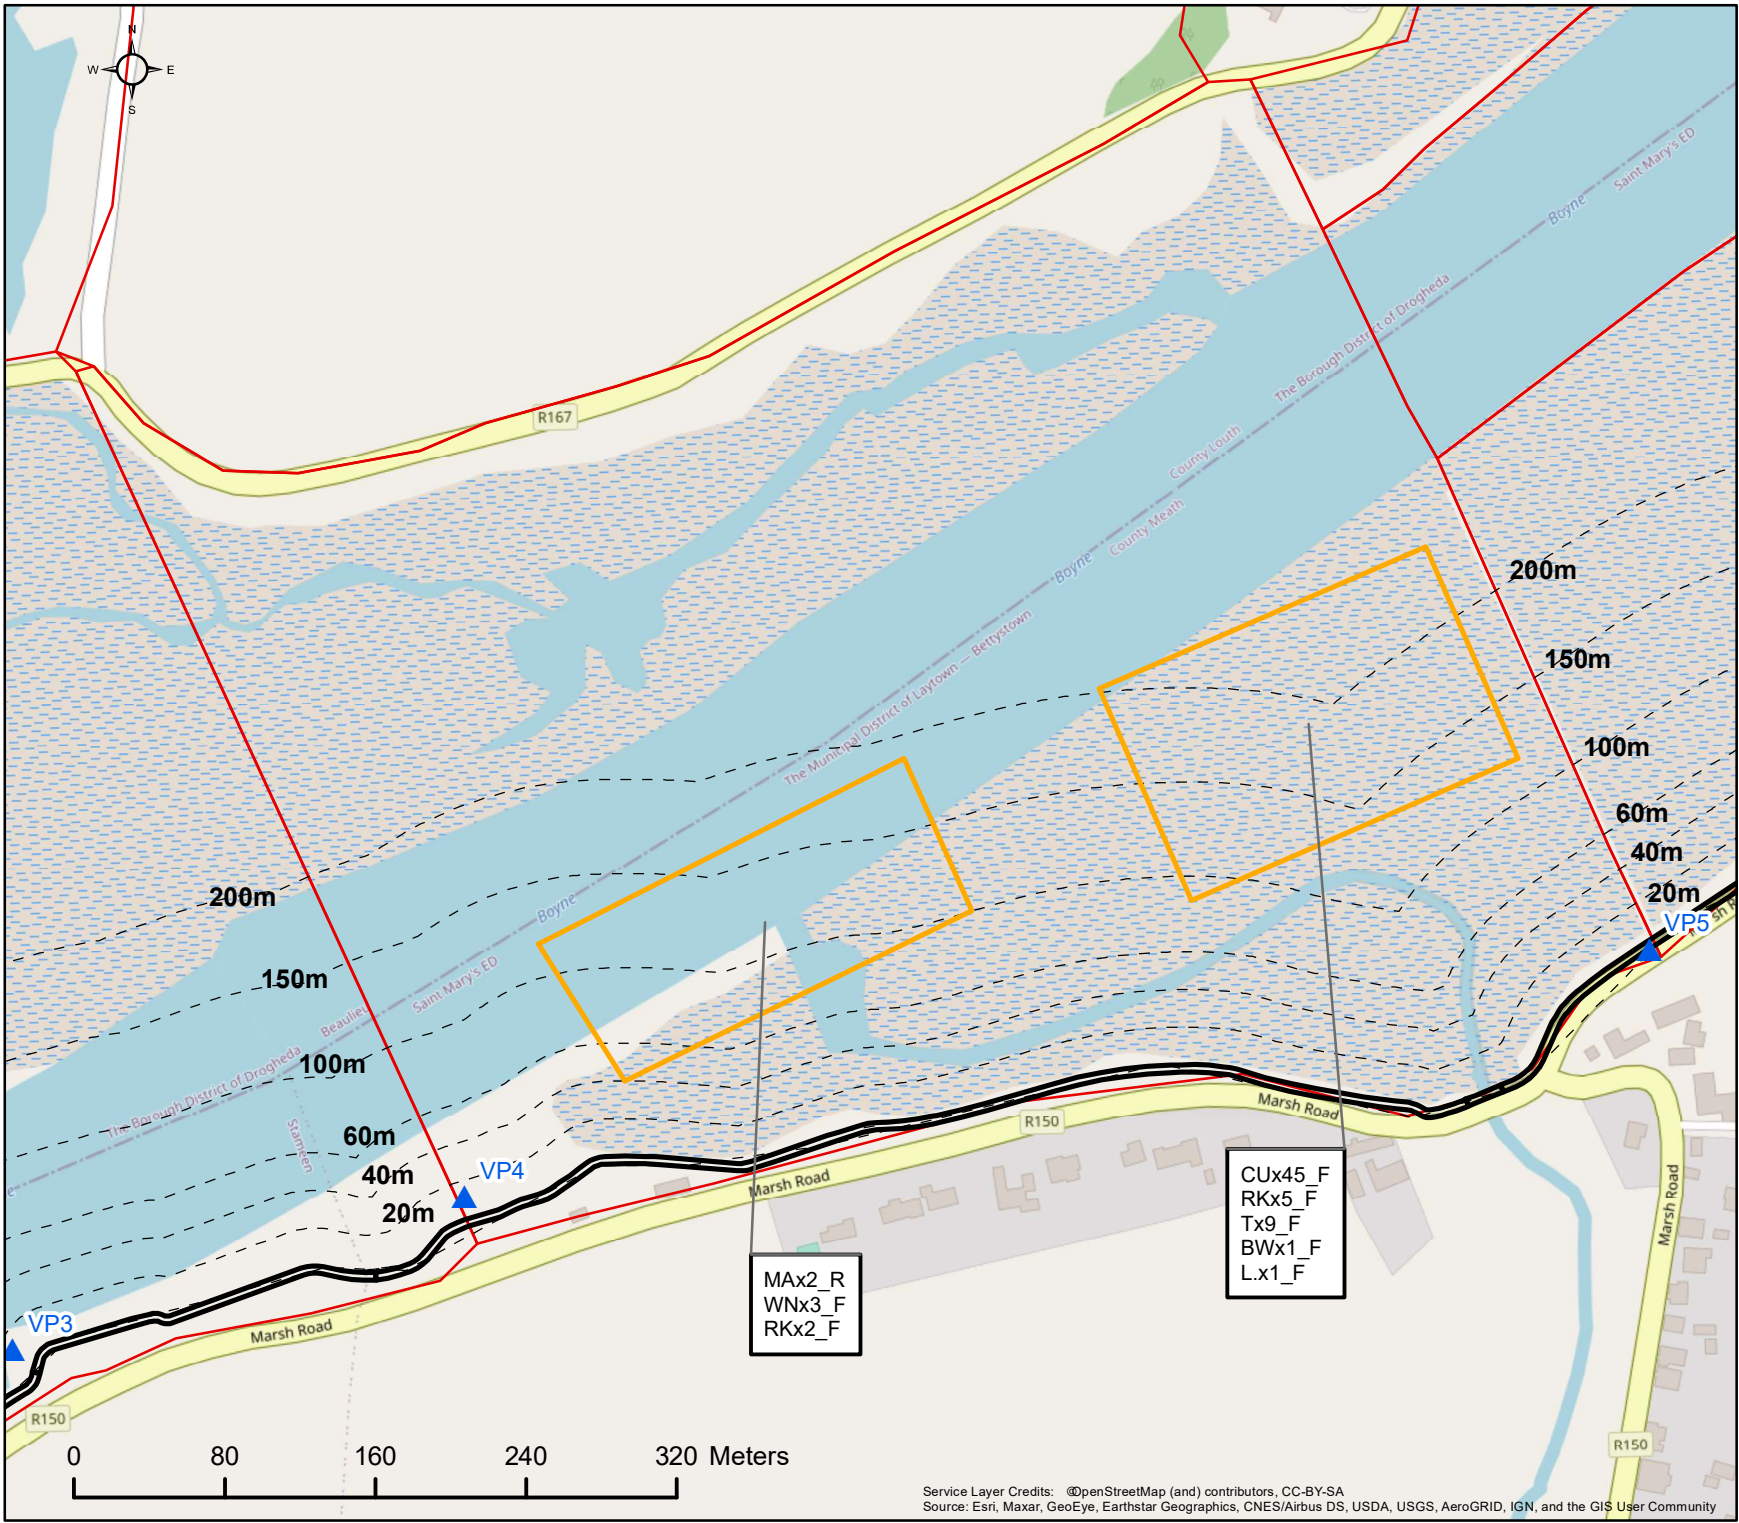 N
W E
S
Saint Mary's ED
Boyne
The Borough District of Drogheda
R167
County Louth
County Meath
Boyne
200m
The Municipal District of Laytown — Bettystown
150m
100m
60m
40m
20m
VP5
200m
Boyne
150m
Saint Mary's ED
Beaulieu
100m
The Borough District of Drogheda
60m
Stameen
40m
VP4
20m
Marsh Road
R150
Marsh Road
Marsh Road
CUx45_F
RKx5_F
Tx9_F
BWx1_F
L.x1_F
MAx2_R
WNx3_F
RKx2_F
VP3
Marsh Road
R150
R150
0 80 160 240 320 Meters
Service Layer Credits: ©OpenStreetMap (and) contributors, CC-BY-SA
Source: Esri, Maxar, GeoEye, Earthstar Geographics, CNES/Airbus DS, USDA, USGS, AeroGRID, IGN, and the GIS User Community